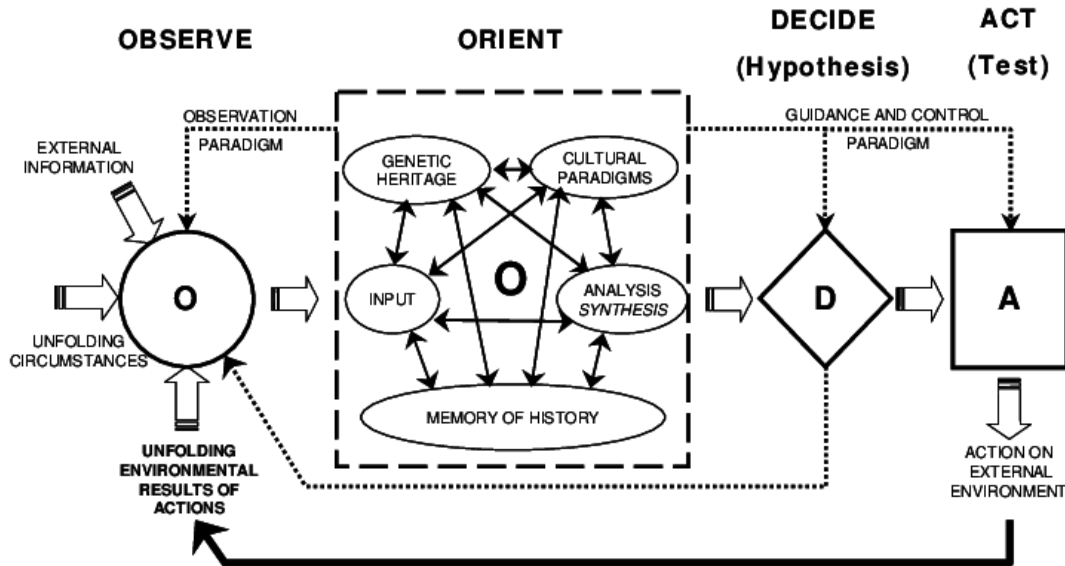 OBSERVE
ORIENT
DECIDE
(Hypothesis)
ACT
(Test)
OBSERVATION
PARADIGM
GUIDANCE AND CONTROL
PARADIGM
EXTERNAL
INFORMATION
GENETIC
HERITAGE
CULTURAL
PARADIGMS
O
INPUT
O
ANALYSIS
SYNTHESIS
D
A
UNFOLDING
CIRCUMSTANCES
MEMORY OF HISTORY
UNFOLDING
ENVIRONMENTAL
RESULTS OF
ACTIONS
ACTION ON
EXTERNAL
ENVIRONMENT